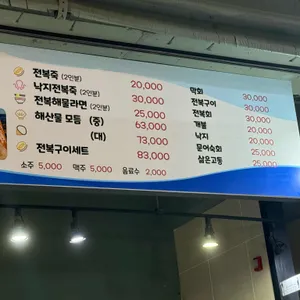 전복죽 (2인분) 20,000
낙지전복죽 (2인분) 30,000
전복해물라면 (2인분) 25,000
해산물 모듬 (중) 63,000
(대) 73,000
전복구이세트 83,000
소주 5,000 맥주 5,000 음료수 2,000
막회 30,000
전복구이 30,000
전복회 30,000
개불 20,000
낙지 20,000
문어숙회 25,000
삶은고동 25,000